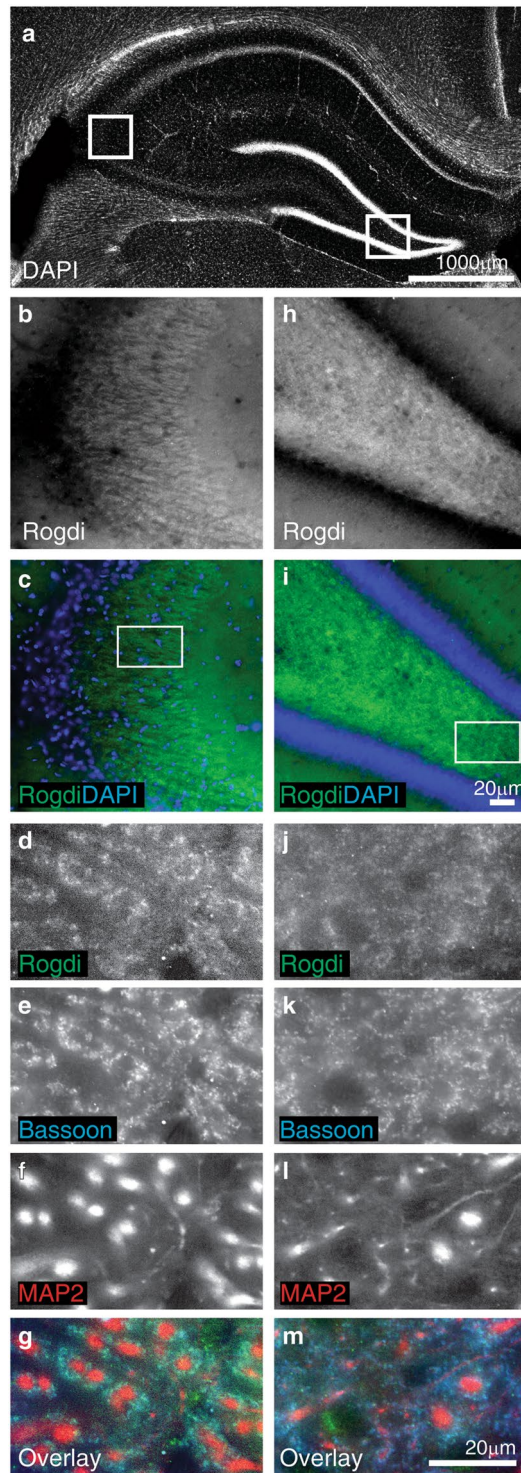 a
DAPI
1000µm
b
Rogdi
h
Rogdi
c
RogdiDAPI
i
RogdiDAPI
20µm
d
Rogdi
j
Rogdi
e
Bassoon
k
Bassoon
f
MAP2
l
MAP2
g
Overlay
m
Overlay
20µm